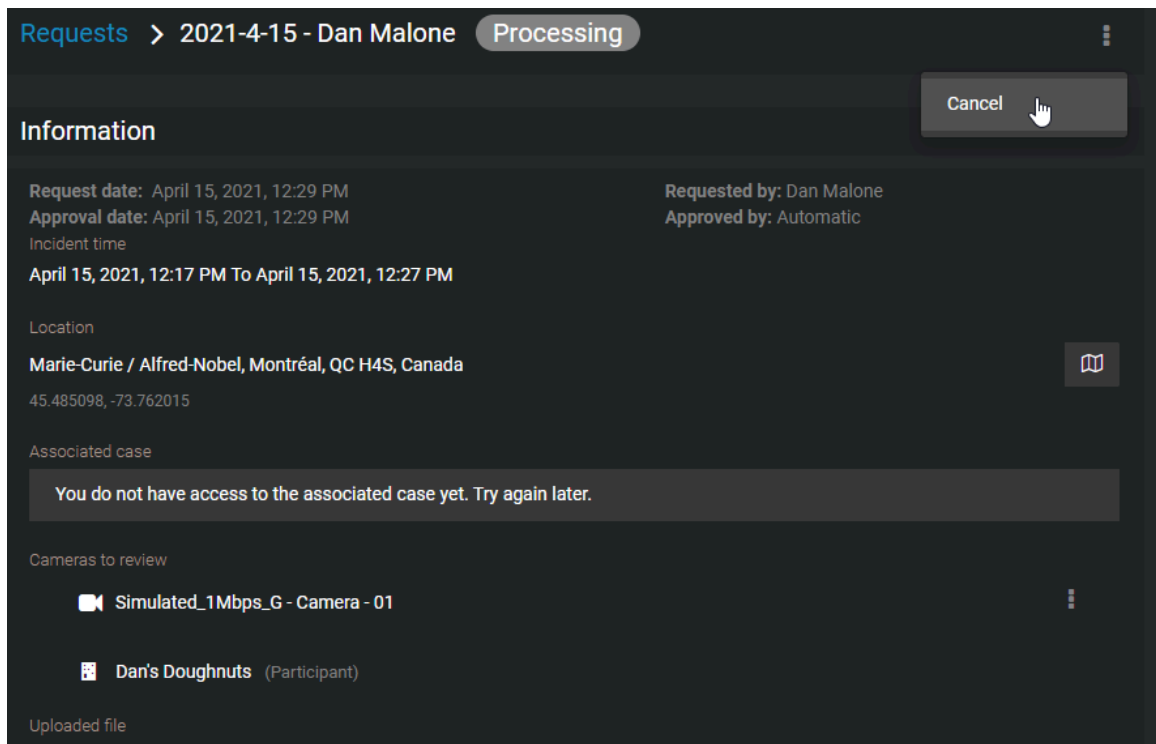 Requests > 2021-4-15 - Dan Malone Processing
Cancel
Information
Request date: April 15, 2021, 12:29 PM Requested by: Dan Malone
Approval date: April 15, 2021, 12:29 PM Approved by: Automatic
Incident time
April 15, 2021, 12:17 PM To April 15, 2021, 12:27 PM
Location
Marie-Curie / Alfred-Nobel, Montréal, QC H4S, Canada
45.485098, -73.762015
Associated case
You do not have access to the associated case yet. Try again later.
Cameras to review
Simulated_1Mbps_G - Camera - 01
Dan's Doughnuts (Participant)
Uploaded file